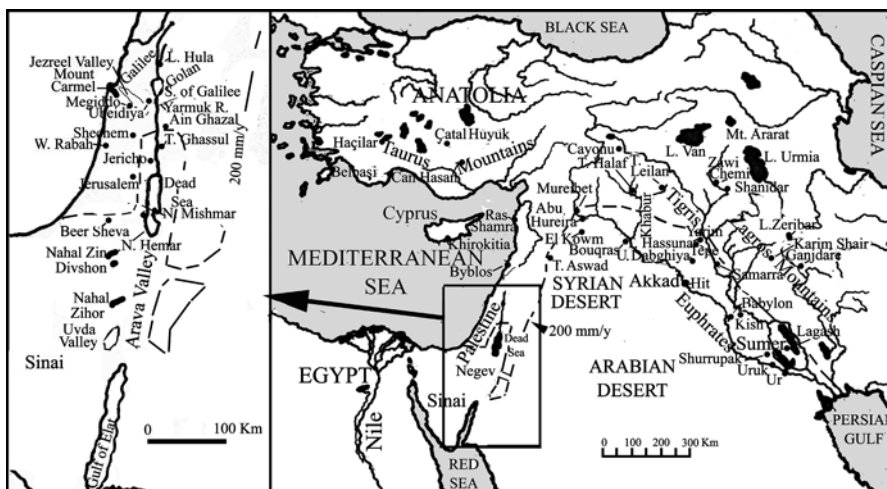 Jezreel Valley
Mount
Carmel
Galilee
L. Hula
Golan
S. of Galilee
Megiddo
Ubeidiya
Yarmuk R.
Ain Ghazal
Shechem
W. Rabah
T. Ghassul
Jericho
Jerusalem
Dead
Sea
N. Mishmar
Beer Sheva
N. Hemar
Nahal Zin
Divshon
Nahal
Zihor
Uvda
Valley
Arava Valley
Sinai
Gulf of Elat
200 mm/y
0 100 Km
BLACK SEA
CASPIAN SEA
ANATOLIA
Haçilar
Çatal Hüyük
Taurus
Mountains
Belbaşi
Can Hasam
Cayonu
T. Halaf
T.
Leilan
L. Van
Mt. Ararat
L. Urmia
Zawi
Chemi
Shanidar
Mureibet
Abu
Hureira
Khabur
Tigris
Cyprus
Ras-
Shamra
Khirokitia
El Kowm
Bouqras
Hassuna
Yarim
Tepe
U. Dabghiya
L.Zeribar
Karim Shair
Ganjdare
Zagros
Mountains
Samarra
MEDITERRANEAN
SEA
Byblos
T. Aswad
SYRIAN
DESERT
Akkad
Hit
Euphrates
Babylon
Kish
Lagash
Sumer
Shurrupak
Uruk
Ur
200 mm/y
Palestine
Dead
Sea
Negev
EGYPT
Sinai
Nile
ARABIAN
DESERT
RED
SEA
PERSIAN
GULF
0 100 200 300 Km